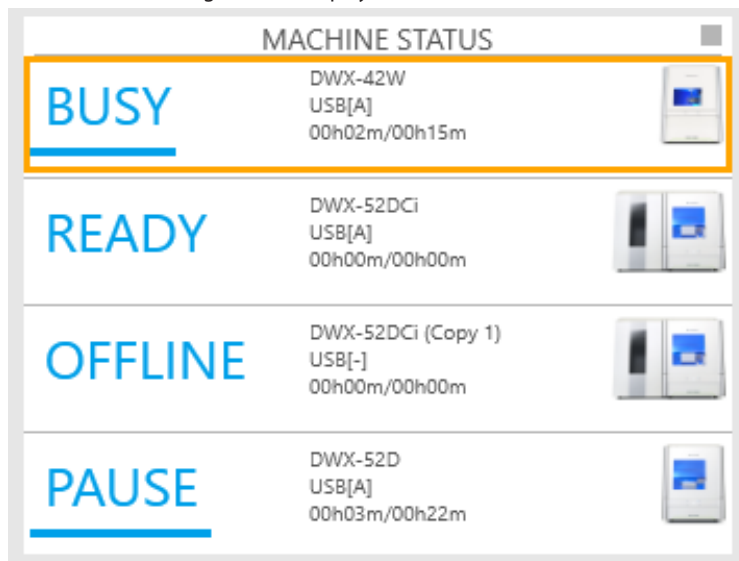 MACHINE STATUS
BUSY
DWX-42W
USB[A]
00h02m/00h15m
READY
DWX-52DCi
USB[A]
00h00m/00h00m
OFFLINE
DWX-52DCi (Copy 1)
USB[-]
00h00m/00h00m
PAUSE
DWX-52D
USB[A]
00h03m/00h22m